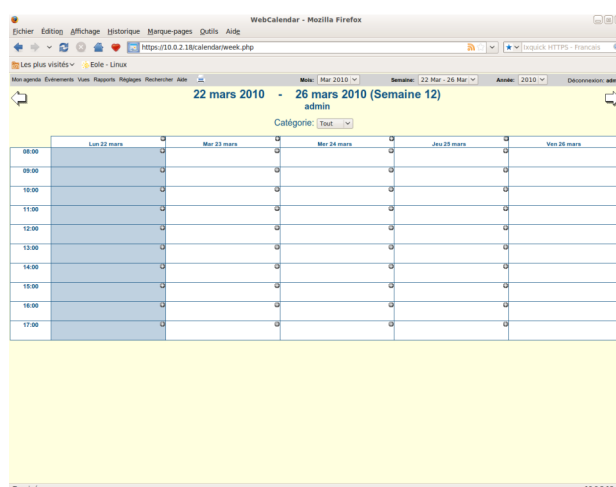 WebCalendar - Mozilla Firefox
Fichier Édition Affichage Historique Marque-pages Outils Aide
https://10.0.2.18/calendar/week.php Ixquick HTTPS - Francais
Les plus visités Eole - Linux
Mon agenda Événements Vues Rapports Réglages Rechercher Aide Mois: Mar 2010 Semaine: 22 Mar - 26 Mar Année: 2010 Déconnexion:
22 mars 2010 - 26 mars 2010 (Semaine 12)
admin
Catégorie: Tout
Lun 22 mars Mar 23 mars Mer 24 mars Jeu 25 mars Ven 26 mars
08:00
09:00
10:00
11:00
12:00
13:00
14:00
15:00
16:00
17:00